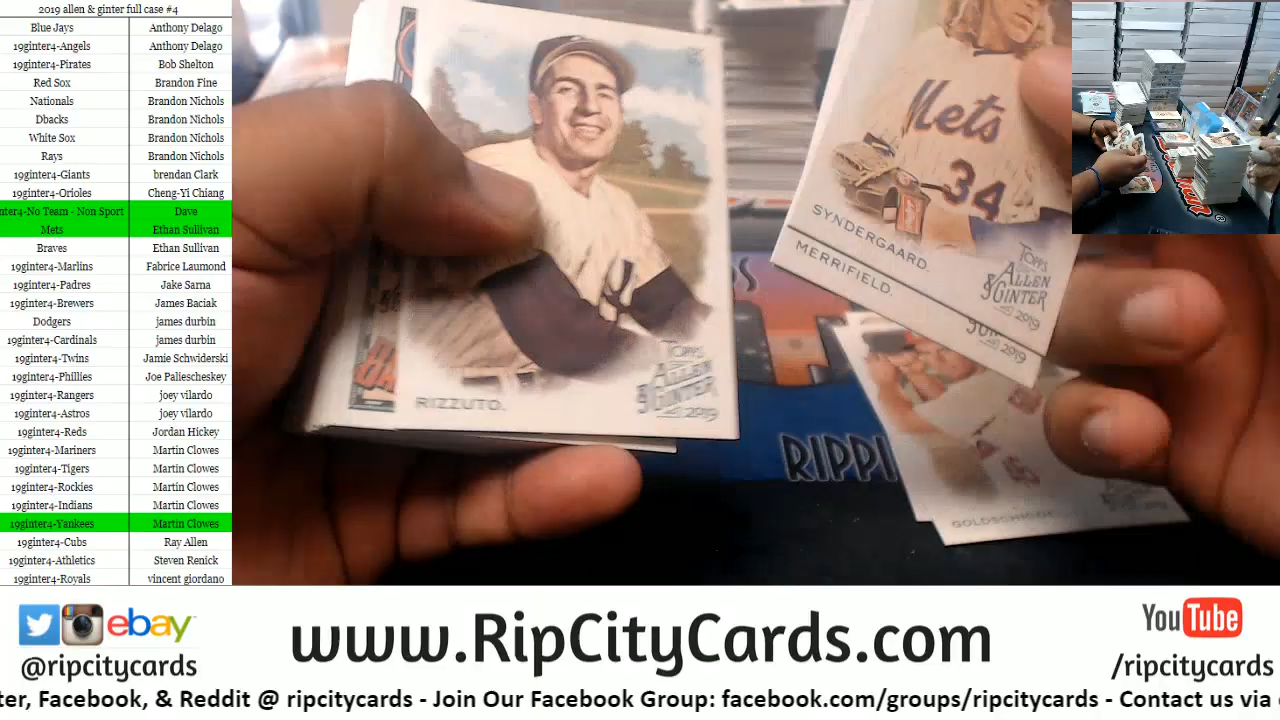 2019 allen & ginter full case #4
Blue Jays Anthony Delago
19ginter4-Angels Anthony Delago
19ginter4-Pirates Bob Shelton
Red Sox Brandon Fine
Nationals Brandon Nichols
Dbacks Brandon Nichols
White Sox Brandon Nichols
Rays Brandon Nichols
19ginter4-Giants brendan Clark
19ginter4-Orioles Cheng-Yi Chiang
nter4-No Team - Non Sport Dave
Mets Ethan Sullivan
Braves Ethan Sullivan
19ginter4-Marlins Fabrice Laumond
19ginter4-Padres Jake Sarna
19ginter4-Brewers James Baciak
Dodgers james durbin
19ginter4-Cardinals james durbin
19ginter4-Twins Jamie Schwiderski
19ginter4-Phillies Joe Paliescheskey
19ginter4-Rangers joey vilardo
19ginter4-Astros joey vilardo
19ginter4-Reds Jordan Hickey
19ginter4-Mariners Martin Clowes
19ginter4-Tigers Martin Clowes
19ginter4-Rockies Martin Clowes
19ginter4-Indians Martin Clowes
19ginter4-Yankees Martin Clowes
19ginter4-Cubs Ray Allen
19ginter4-Athletics Steven Renick
19ginter4-Royals vincent giordano
Mets
34
SYNDERGAARD.
TOPPS
ALLEN
& GINTER
2019
MERRIFIELD.
2019
RIZZUTO.
TOPPS
ALLEN
& GINTER
2019
RIPPI
GOLDSCHMIDT
ebay
@ripcitycards
www.RipCityCards.com
YouTube
/ripcitycards
ter, Facebook, & Reddit @ ripcitycards - Join Our Facebook Group: facebook.com/groups/ripcitycards - Contact us via